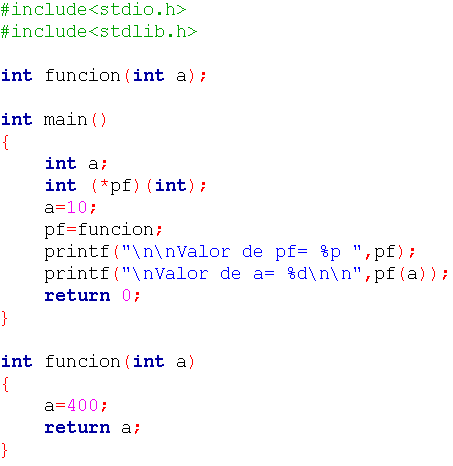 #include<stdio.h>
#include<stdlib.h>
int funcion(int a);
int main()
{
int a;
int (*pf)(int);
a=10;
pf=funcion;
printf("\n\nValor de pf= %p ",pf);
printf("\nValor de a= %d\n\n",pf(a));
return 0;
}
int funcion(int a)
{
a=400;
return a;
}